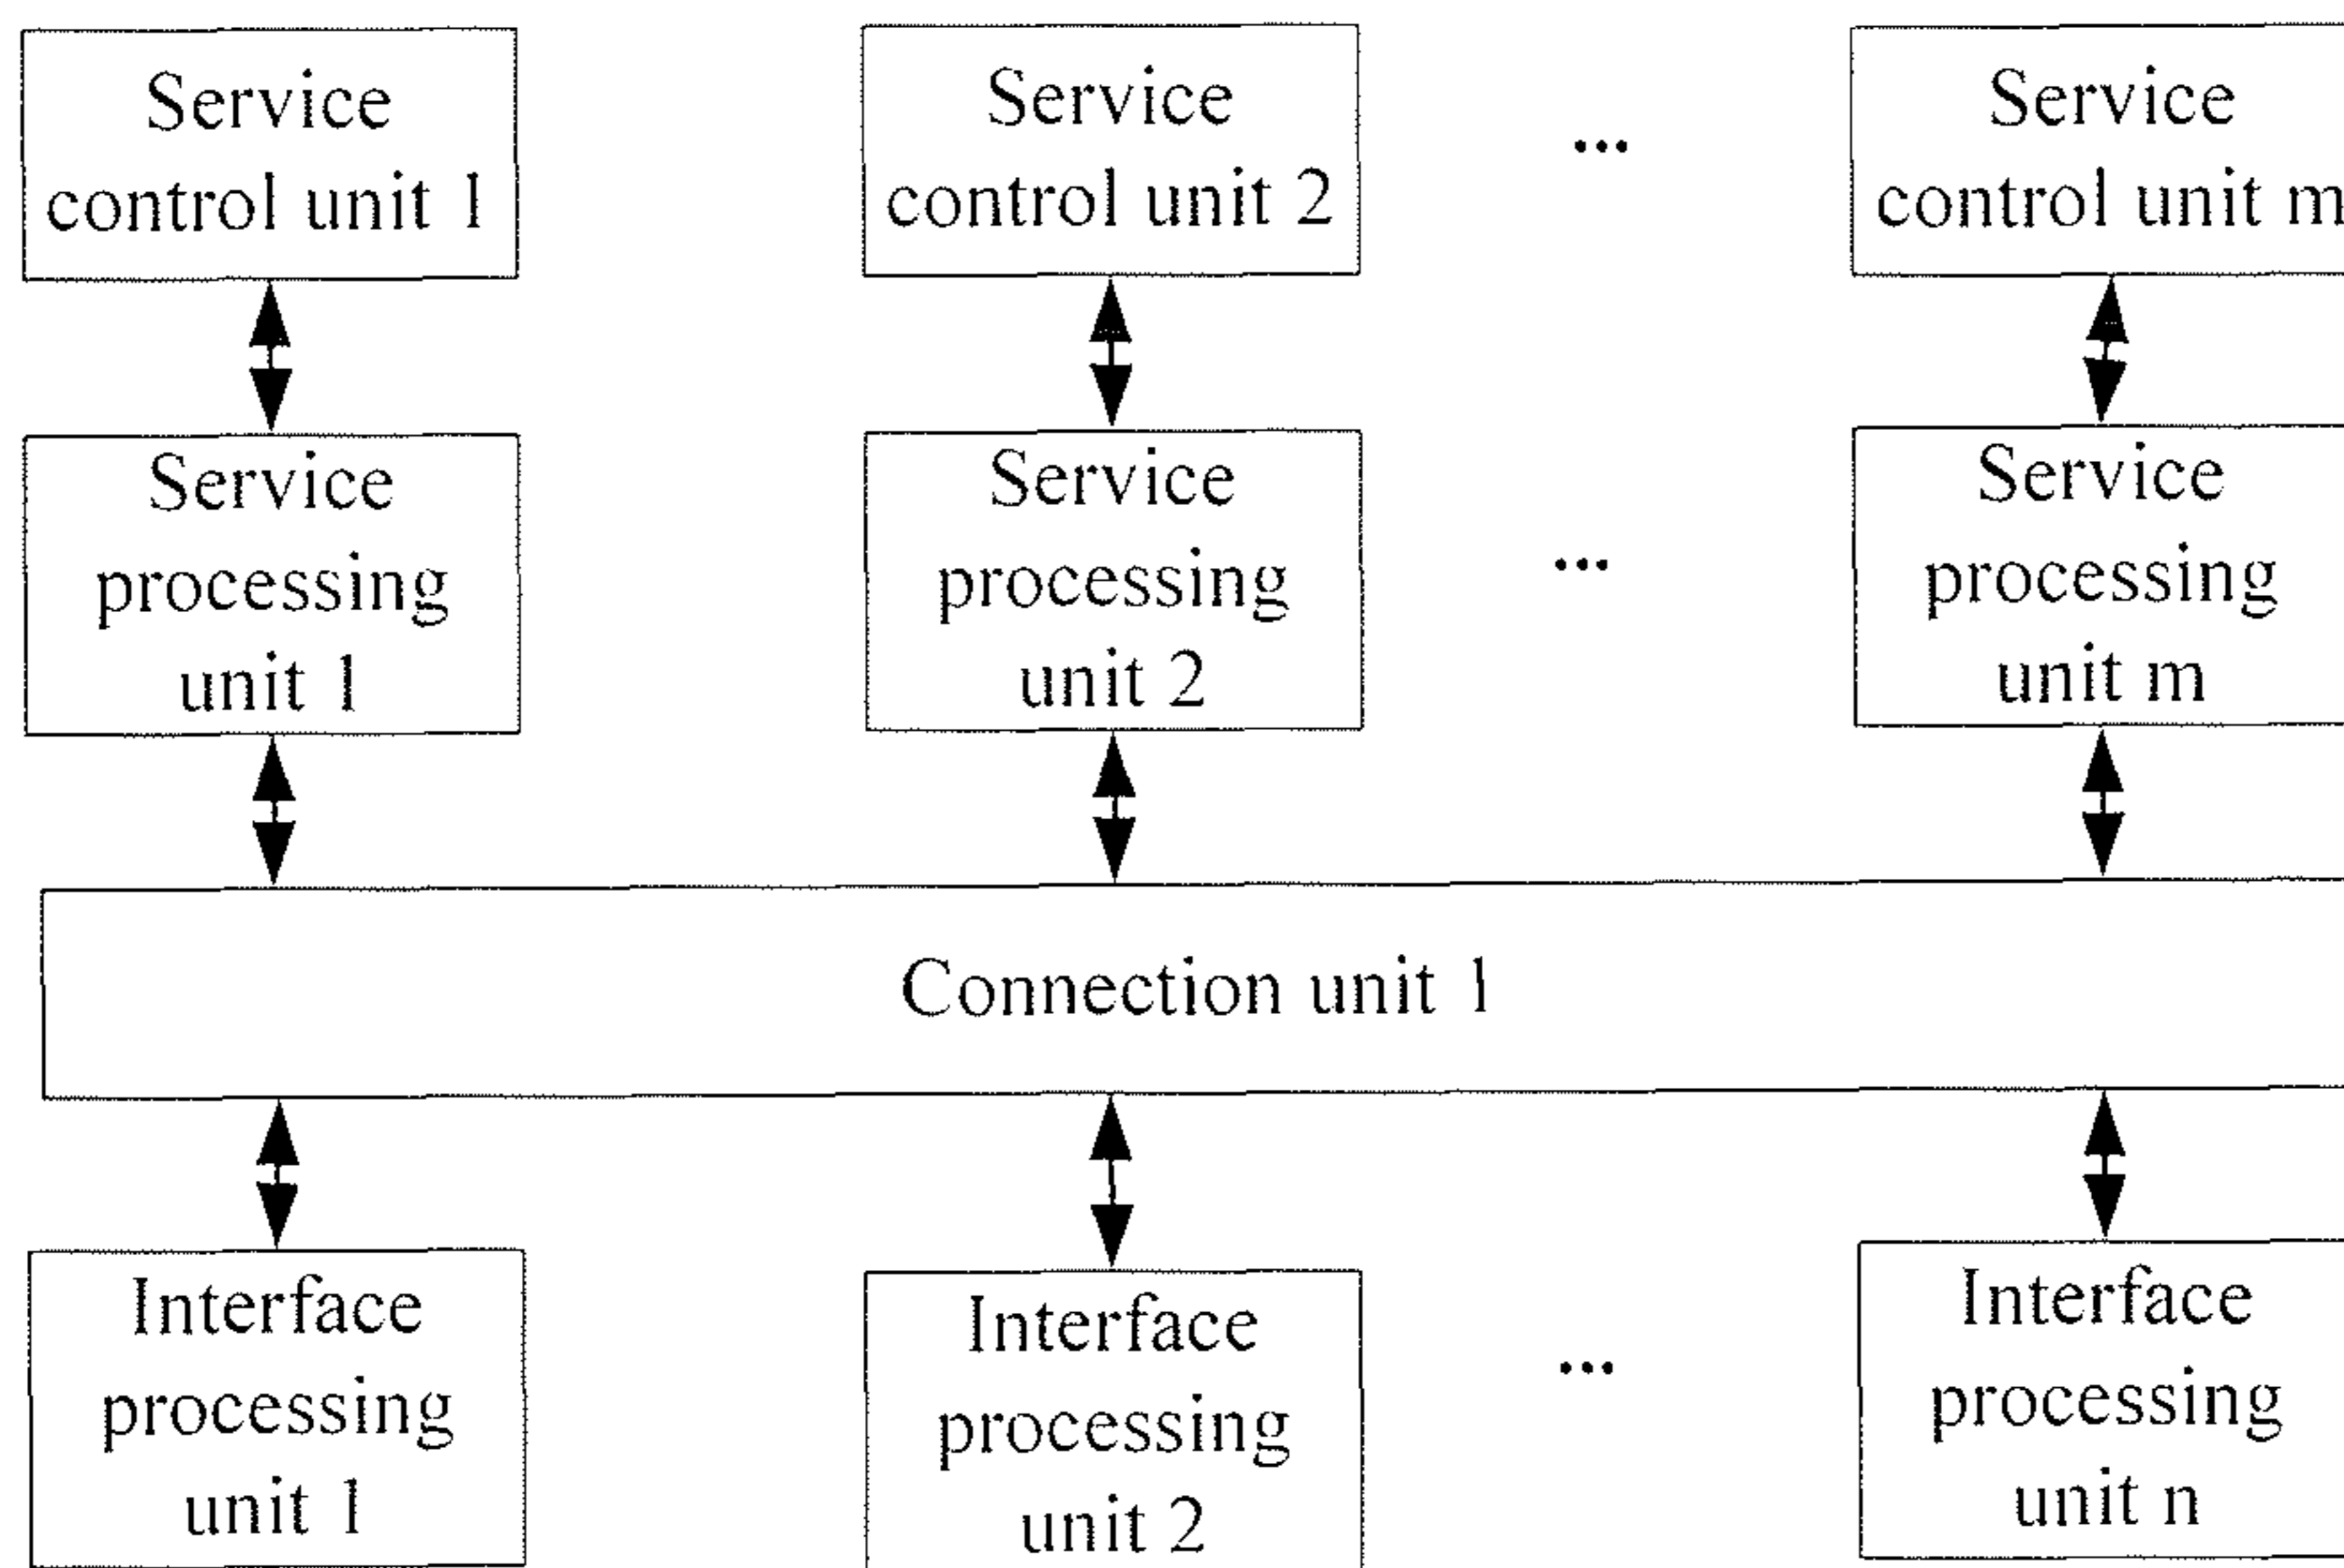 Service
control unit 1
Service
control unit 2
...
Service
control unit m
Service
processing
unit 1
Service
processing
unit 2
...
Service
processing
unit m
Connection unit 1
Interface
processing
unit 1
Interface
processing
unit 2
...
Interface
processing
unit n